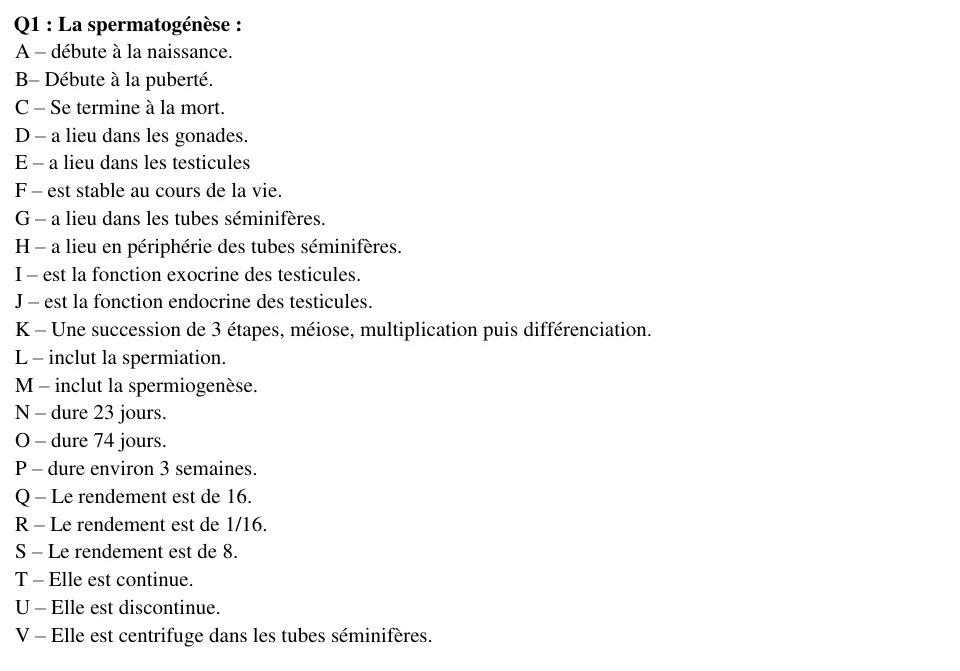 Q1 : La spermatogénèse :
A – débute à la naissance.
B– Débute à la puberté.
C – Se termine à la mort.
D – a lieu dans les gonades.
E – a lieu dans les testicules
F – est stable au cours de la vie.
G – a lieu dans les tubes séminifères.
H – a lieu en périphérie des tubes séminifères.
I – est la fonction exocrine des testicules.
J – est la fonction endocrine des testicules.
K – Une succession de 3 étapes, méiose, multiplication puis différenciation.
L – inclut la spermiation.
M – inclut la spermiogenèse.
N – dure 23 jours.
O – dure 74 jours.
P – dure environ 3 semaines.
Q – Le rendement est de 16.
R – Le rendement est de 1/16.
S – Le rendement est de 8.
T – Elle est continue.
U – Elle est discontinue.
V – Elle est centrifuge dans les tubes séminifères.